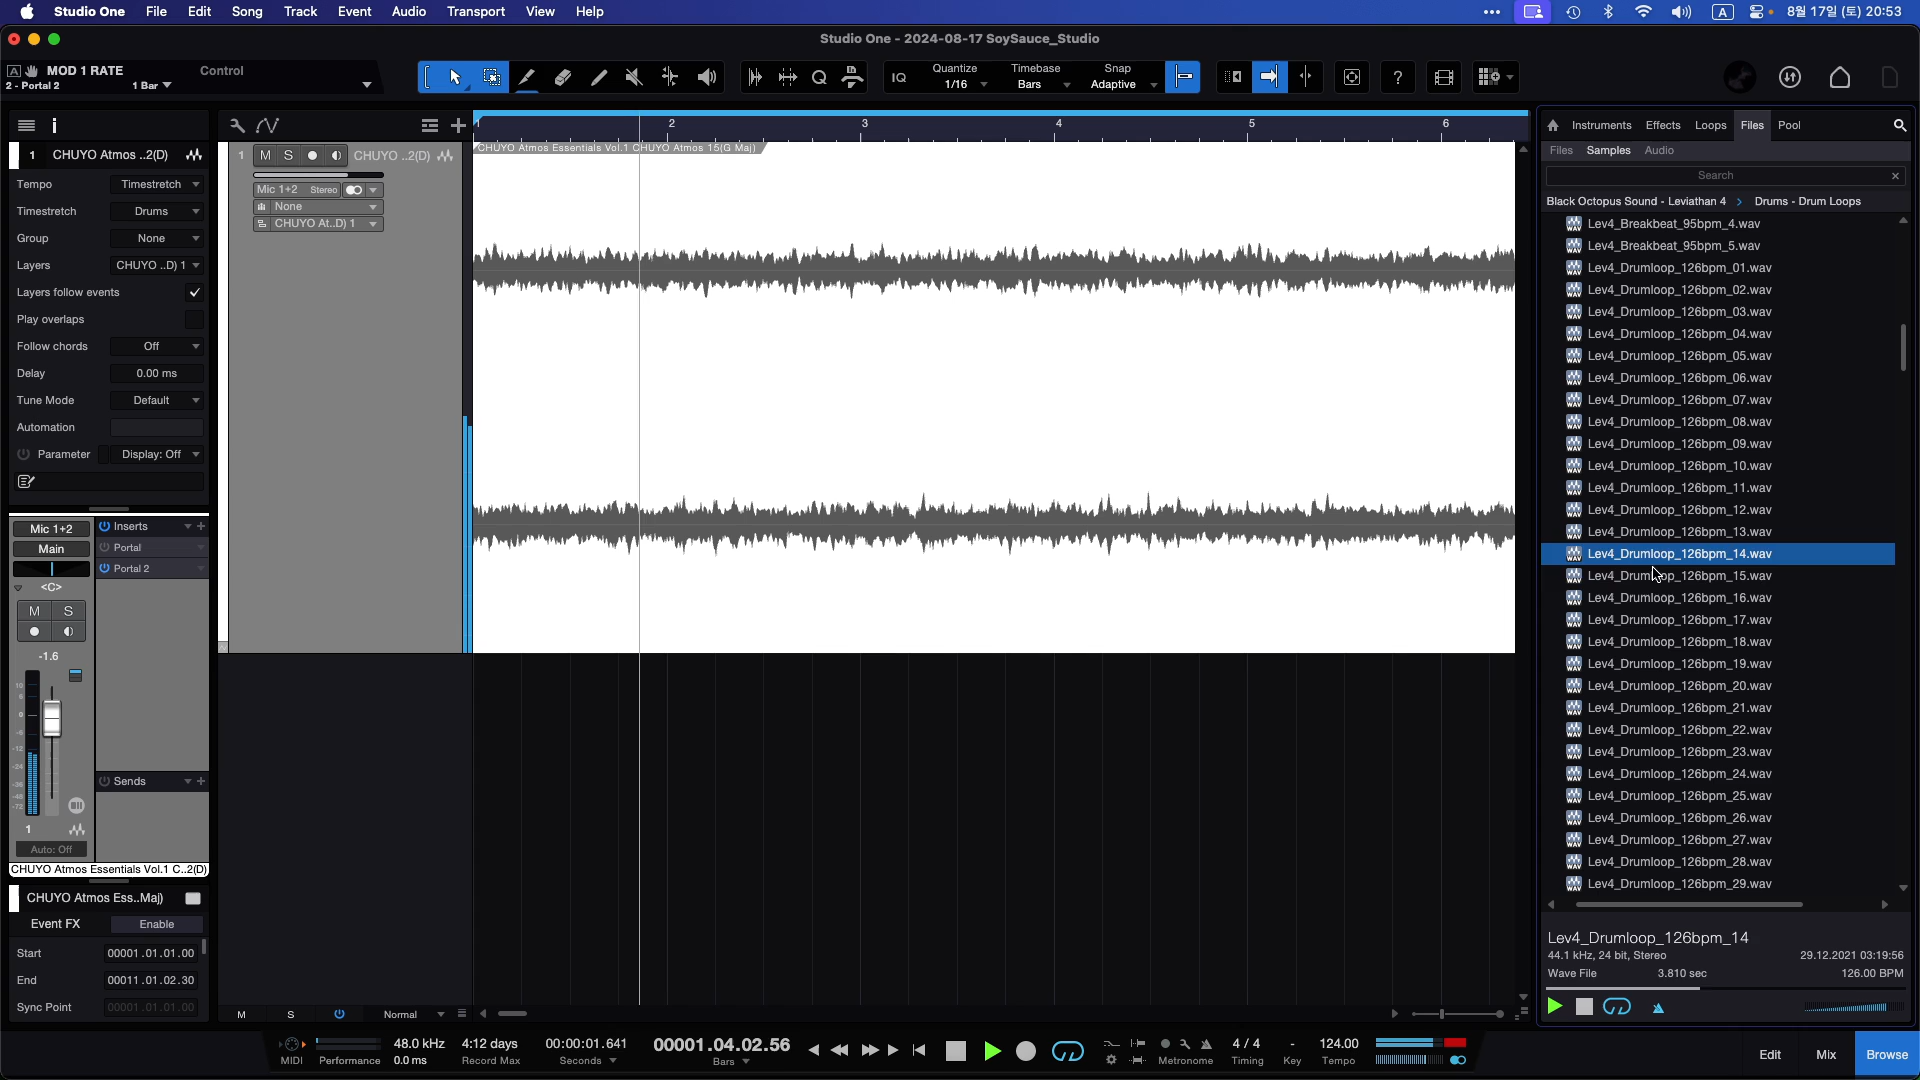 Studio One File Edit Song Track Event Audio Transport View Help
A 8월 17일 (토) 20:53
Studio One - 2024-08-17 SoySauce_Studio
A MOD 1 RATE Control
2 - Portal 2 1 Bar
IQ Quantize 1/16 Timebase Bars Snap Adaptive ?
i
1 CHUYO Atmos ..2(D)
Tempo Timestretch
Timestretch Drums
Group None
Layers CHUYO ..D) 1
Layers follow events
Play overlaps
Follow chords Off
Delay 0.00 ms
Tune Mode Default
Automation
Parameter Display: Off
Mic 1+2 Inserts
Main Portal
Portal 2
<C>
M S
-1.6
Sends
1
Auto: Off
CHUYO Atmos Essentials Vol.1 C..2(D)
CHUYO Atmos Ess..Maj)
Event FX Enable
Start 00001.01.01.00
End 00011.01.02.30
Sync Point 00001.01.01.00
1 2 3 4 5 6
1 M S CHUYO ..2(D)
Mic 1+2 Stereo
None
CHUYO At..D) 1
CHUYO Atmos Essentials Vol.1 CHUYO Atmos 15(G Maj)
M S Normal
Instruments Effects Loops Files Pool
Files Samples Audio
Search
Black Octopus Sound - Leviathan 4 > Drums - Drum Loops
Lev4_Breakbeat_95bpm_4.wav
Lev4_Breakbeat_95bpm_5.wav
Lev4_Drumloop_126bpm_01.wav
Lev4_Drumloop_126bpm_02.wav
Lev4_Drumloop_126bpm_03.wav
Lev4_Drumloop_126bpm_04.wav
Lev4_Drumloop_126bpm_05.wav
Lev4_Drumloop_126bpm_06.wav
Lev4_Drumloop_126bpm_07.wav
Lev4_Drumloop_126bpm_08.wav
Lev4_Drumloop_126bpm_09.wav
Lev4_Drumloop_126bpm_10.wav
Lev4_Drumloop_126bpm_11.wav
Lev4_Drumloop_126bpm_12.wav
Lev4_Drumloop_126bpm_13.wav
Lev4_Drumloop_126bpm_14.wav
Lev4_Drumloop_126bpm_15.wav
Lev4_Drumloop_126bpm_16.wav
Lev4_Drumloop_126bpm_17.wav
Lev4_Drumloop_126bpm_18.wav
Lev4_Drumloop_126bpm_19.wav
Lev4_Drumloop_126bpm_20.wav
Lev4_Drumloop_126bpm_21.wav
Lev4_Drumloop_126bpm_22.wav
Lev4_Drumloop_126bpm_23.wav
Lev4_Drumloop_126bpm_24.wav
Lev4_Drumloop_126bpm_25.wav
Lev4_Drumloop_126bpm_26.wav
Lev4_Drumloop_126bpm_27.wav
Lev4_Drumloop_126bpm_28.wav
Lev4_Drumloop_126bpm_29.wav
Lev4_Drumloop_126bpm_14
44.1 kHz, 24 bit, Stereo 29.12.2021 03:19:56
Wave File 3.810 sec 126.00 BPM
48.0 kHz 4:12 days 00:00:01.641 00001.04.02.56 4 / 4 - 124.00
MIDI Performance 0.0 ms Record Max Seconds Bars Metronome Timing Key Tempo
Edit Mix Browse